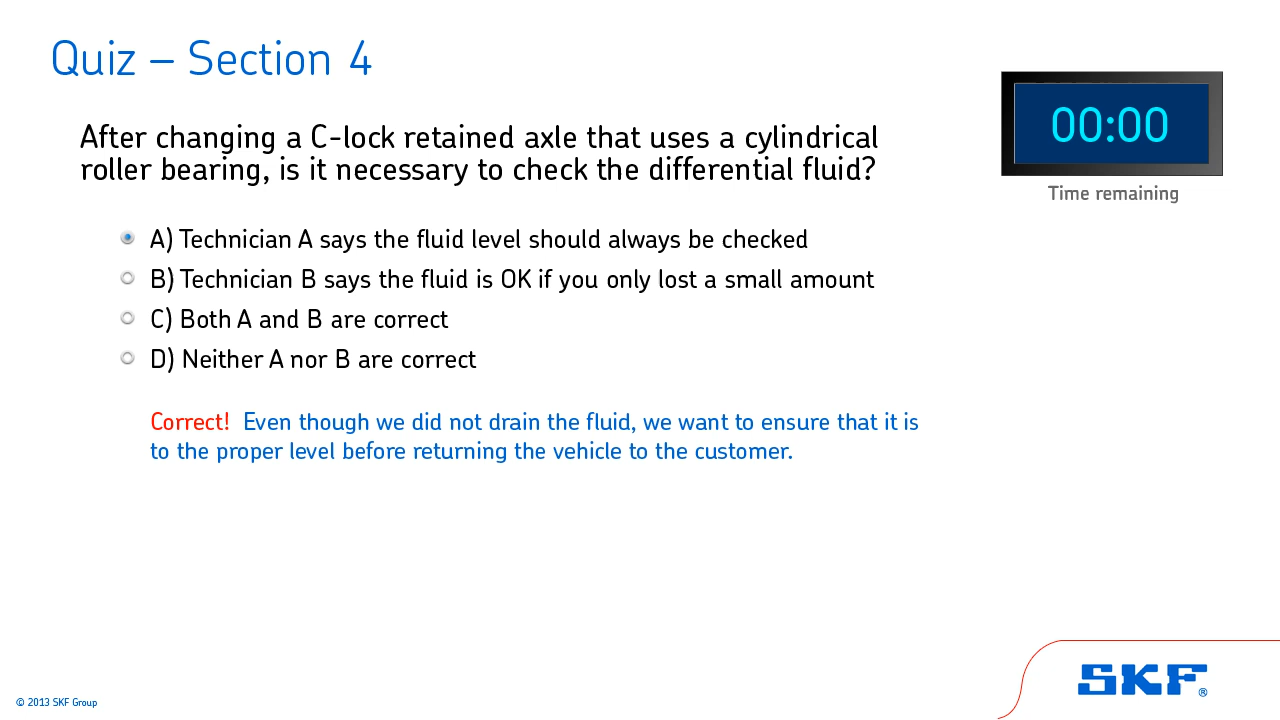 Quiz – Section 4
00:00
Time remaining
After changing a C-lock retained axle that uses a cylindrical
roller bearing, is it necessary to check the differential fluid?
A) Technician A says the fluid level should always be checked
B) Technician B says the fluid is OK if you only lost a small amount
C) Both A and B are correct
D) Neither A nor B are correct
Correct! Even though we did not drain the fluid, we want to ensure that it is
to the proper level before returning the vehicle to the customer.
© 2013 SKF Group
SKF®